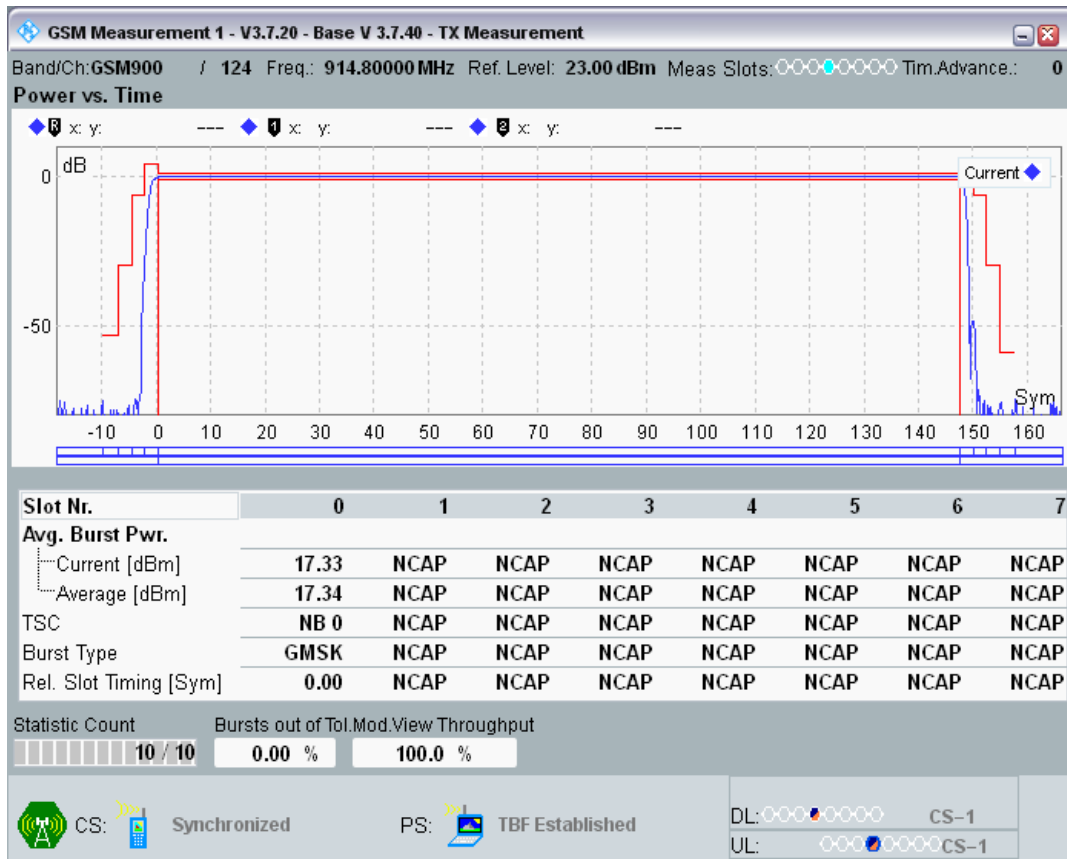 GSM Measurement 1 - V3.7.20 - Base V 3.7.40 - TX Measurement
Band/Ch:GSM900 / 124 Freq.: 914.80000 MHz Ref. Level: 23.00 dBm Meas Slots: Tim.Advance.: 0
Power vs. Time
R x: y: --- 1 x: y: --- 2 x: y: ---
dB
Current
0
-50
Sym
-10 0 10 20 30 40 50 60 70 80 90 100 110 120 130 140 150 160
Slot Nr. 0 1 2 3 4 5 6 7
Avg. Burst Pwr.
Current [dBm] 17.33 NCAP NCAP NCAP NCAP NCAP NCAP NCAP
Average [dBm] 17.34 NCAP NCAP NCAP NCAP NCAP NCAP NCAP
TSC NB 0 NCAP NCAP NCAP NCAP NCAP NCAP NCAP
Burst Type GMSK NCAP NCAP NCAP NCAP NCAP NCAP NCAP
Rel. Slot Timing [Sym] 0.00 NCAP NCAP NCAP NCAP NCAP NCAP NCAP
Statistic Count Bursts out of Tol. Mod.View Throughput
10 / 10 0.00 % 100.0 %
CS: Synchronized PS: TBF Established DL: CS-1
UL: CS-1